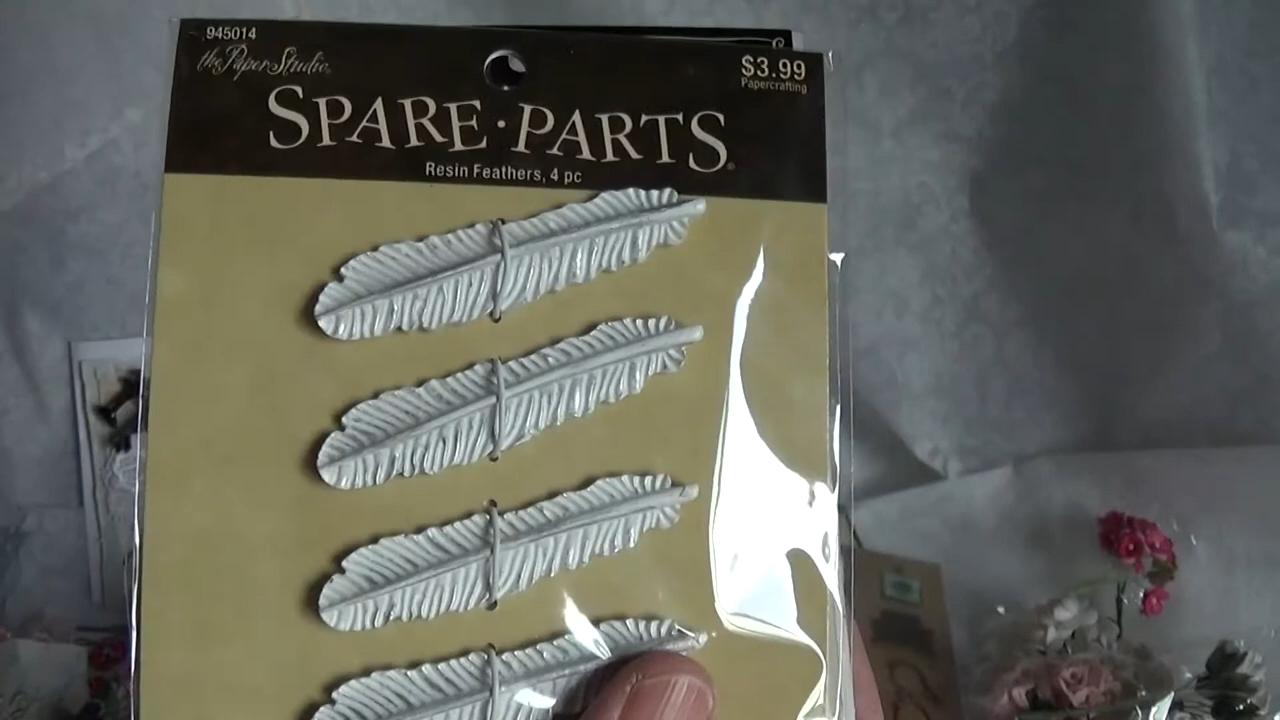 945014
the Paper Studio
$3.99
Papercrafting
SPARE·PARTS®
Resin Feathers, 4 pc